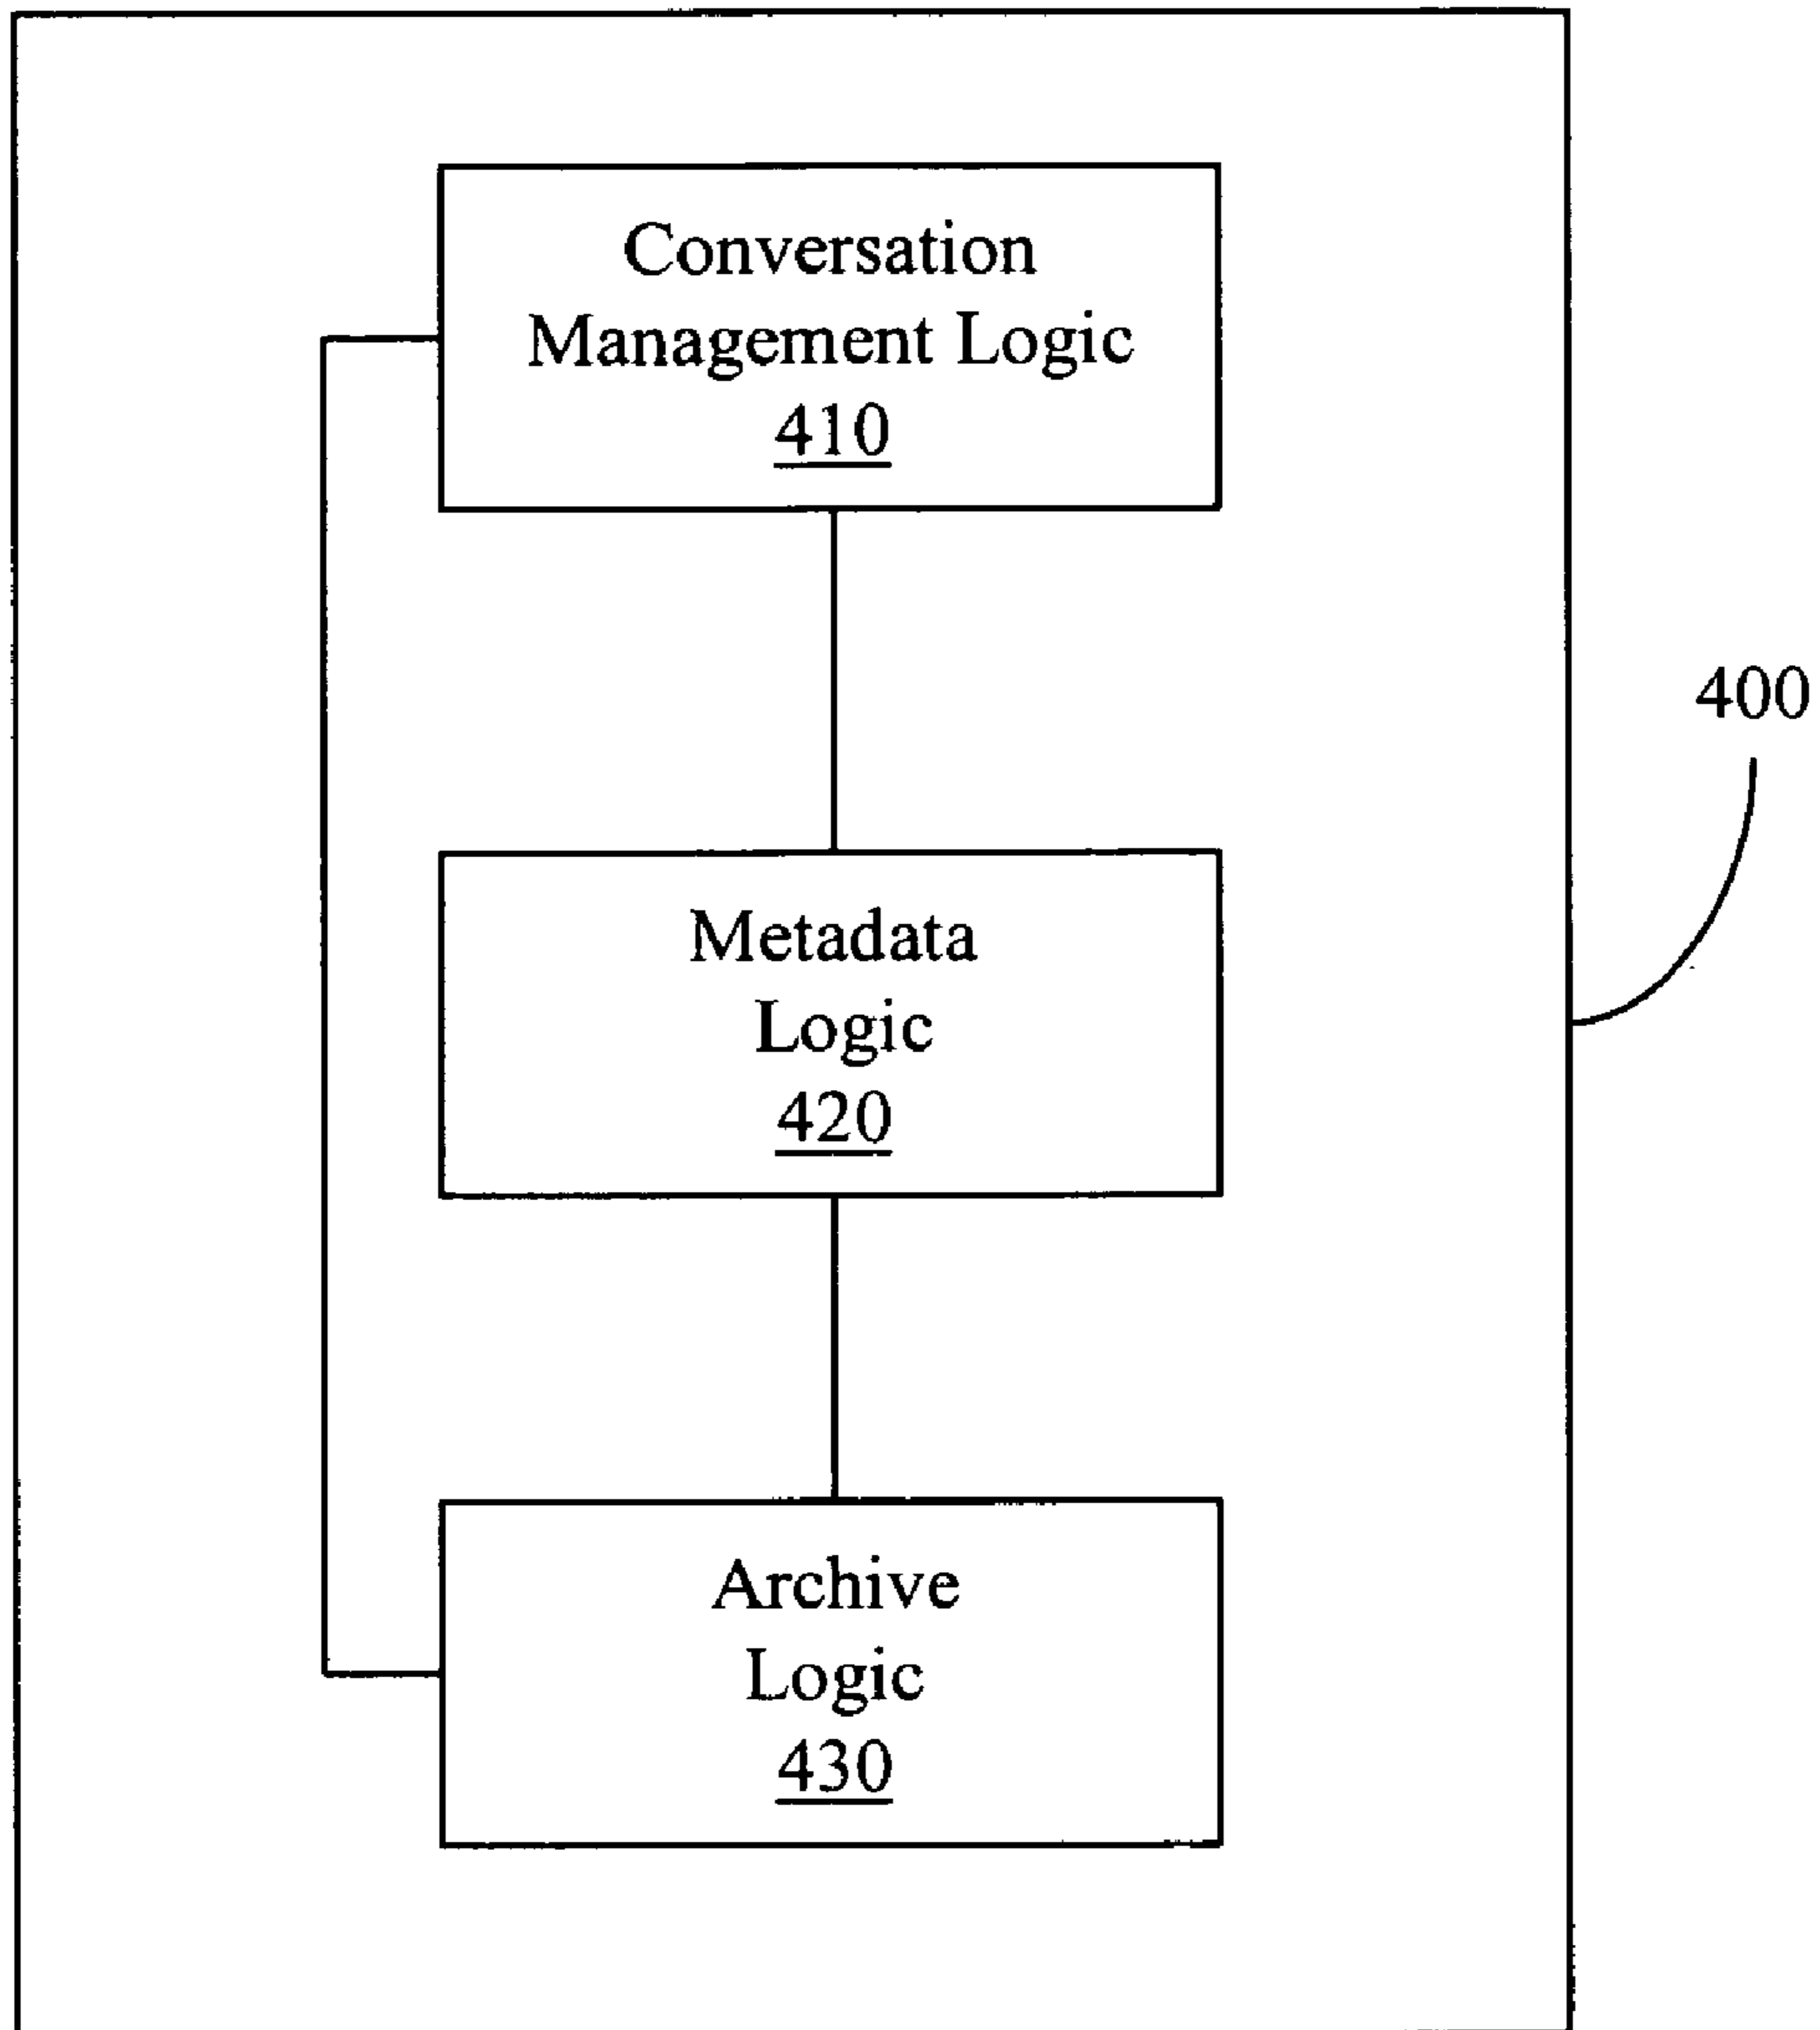 Conversation
Management Logic
410
400
Metadata
Logic
420
Archive
Logic
430